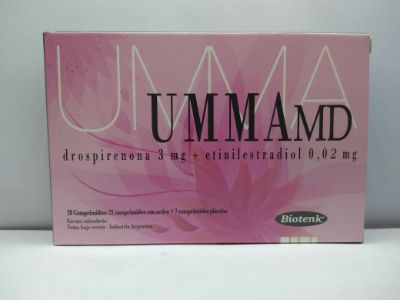 UMMA
UMMAMD
drospirenona 3 mg + etinilestradiol 0,02 mg
28 Comprimidos: 21 comprimidos con activo + 7 comprimidos placebo
Envase calendario
Venta bajo receta - Industria Argentina
Biotenk®